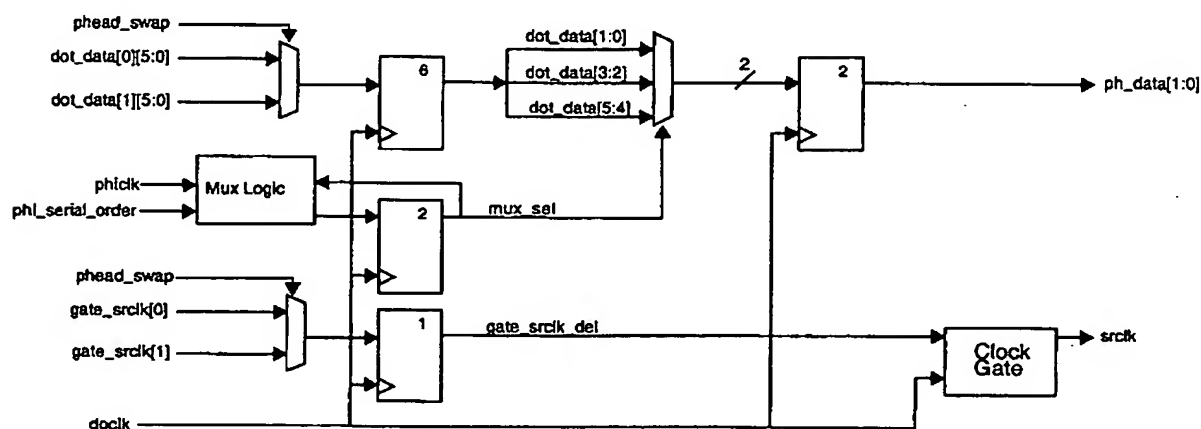 phead_swap
dot_data[0][5:0]
dot_data[1][5:0]
6
dot_data[1:0]
dot_data[3:2]
dot_data[5:4]
2
2
ph_data[1:0]
phiclk
phi_serial_order
Mux Logic
2
mux_sel
phead_swap
gate_srclk[0]
gate_srclk[1]
1
gate_srclk_del
Clock
Gate
srclk
doclk